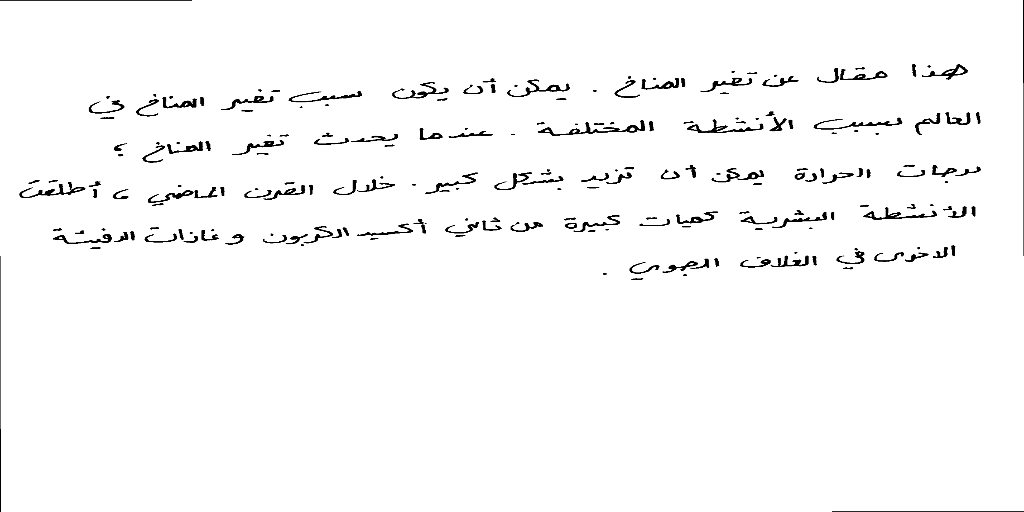 هذا مقال عن تغير المناخ . يمكن أن يكون سبب تغير المناخ في
العالم بسبب الأنشطة المختلفة . عندما يحدث تغير المناخ ؛
درجات الحرارة يمكن أن تزيد بشكل كبير . خلال القرن الماضي ، أطلقت
الأنشطة البشرية كميات كبيرة من ثاني أكسيد الكربون و غازات الدفيئة
الاخرى في الغلاف الجوي .